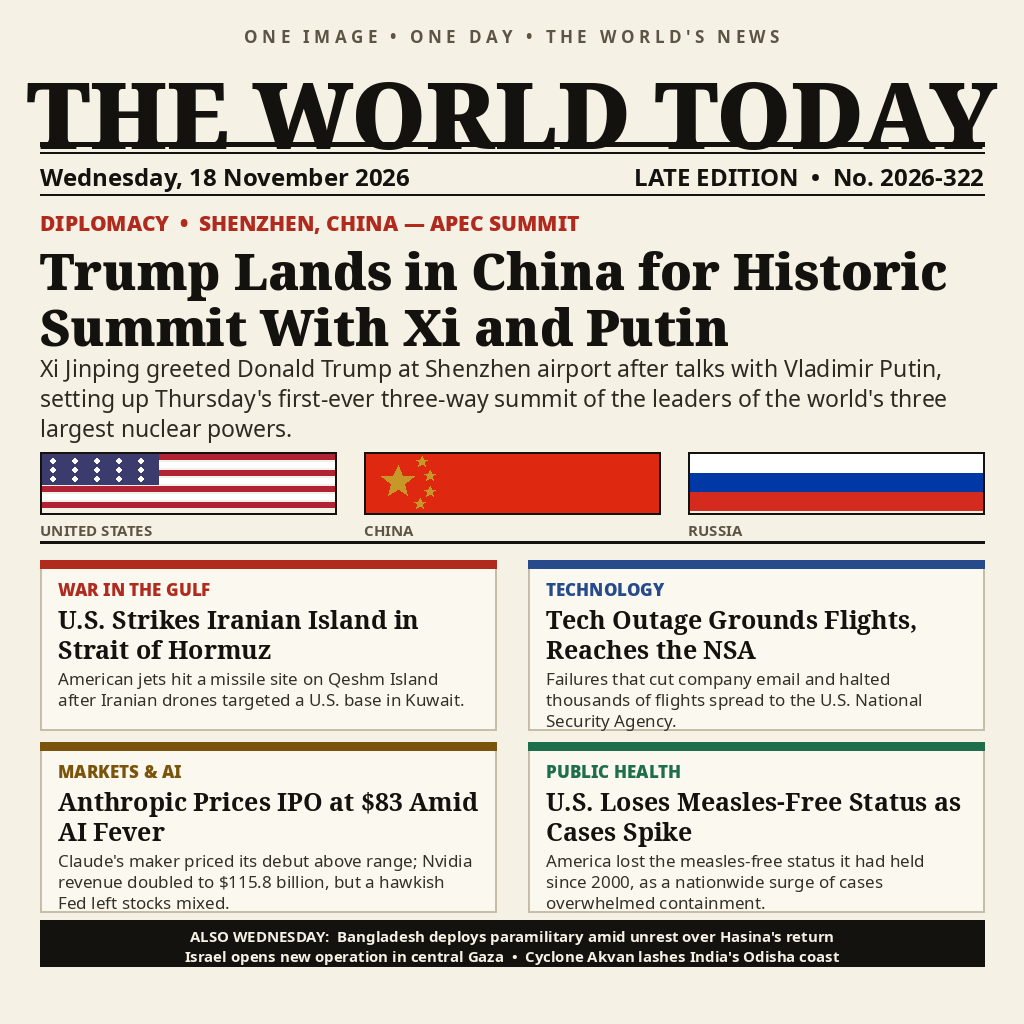 ONE IMAGE • ONE DAY • THE WORLD'S NEWS
THE WORLD TODAY
Wednesday, 18 November 2026
LATE EDITION • No. 2026-322
DIPLOMACY • SHENZHEN, CHINA — APEC SUMMIT
Trump Lands in China for Historic
Summit With Xi and Putin
Xi Jinping greeted Donald Trump at Shenzhen airport after talks with Vladimir Putin,
setting up Thursday's first-ever three-way summit of the leaders of the world's three
largest nuclear powers.
UNITED STATES
CHINA
RUSSIA
WAR IN THE GULF
U.S. Strikes Iranian Island in
Strait of Hormuz
American jets hit a missile site on Qeshm Island
after Iranian drones targeted a U.S. base in Kuwait.
TECHNOLOGY
Tech Outage Grounds Flights,
Reaches the NSA
Failures that cut company email and halted
thousands of flights spread to the U.S. National
Security Agency.
MARKETS & AI
Anthropic Prices IPO at $83 Amid
AI Fever
Claude's maker priced its debut above range; Nvidia
revenue doubled to $115.8 billion, but a hawkish
Fed left stocks mixed.
PUBLIC HEALTH
U.S. Loses Measles-Free Status as
Cases Spike
America lost the measles-free status it had held
since 2000, as a nationwide surge of cases
overwhelmed containment.
ALSO WEDNESDAY: Bangladesh deploys paramilitary amid unrest over Hasina's return
Israel opens new operation in central Gaza • Cyclone Akvan lashes India's Odisha coast